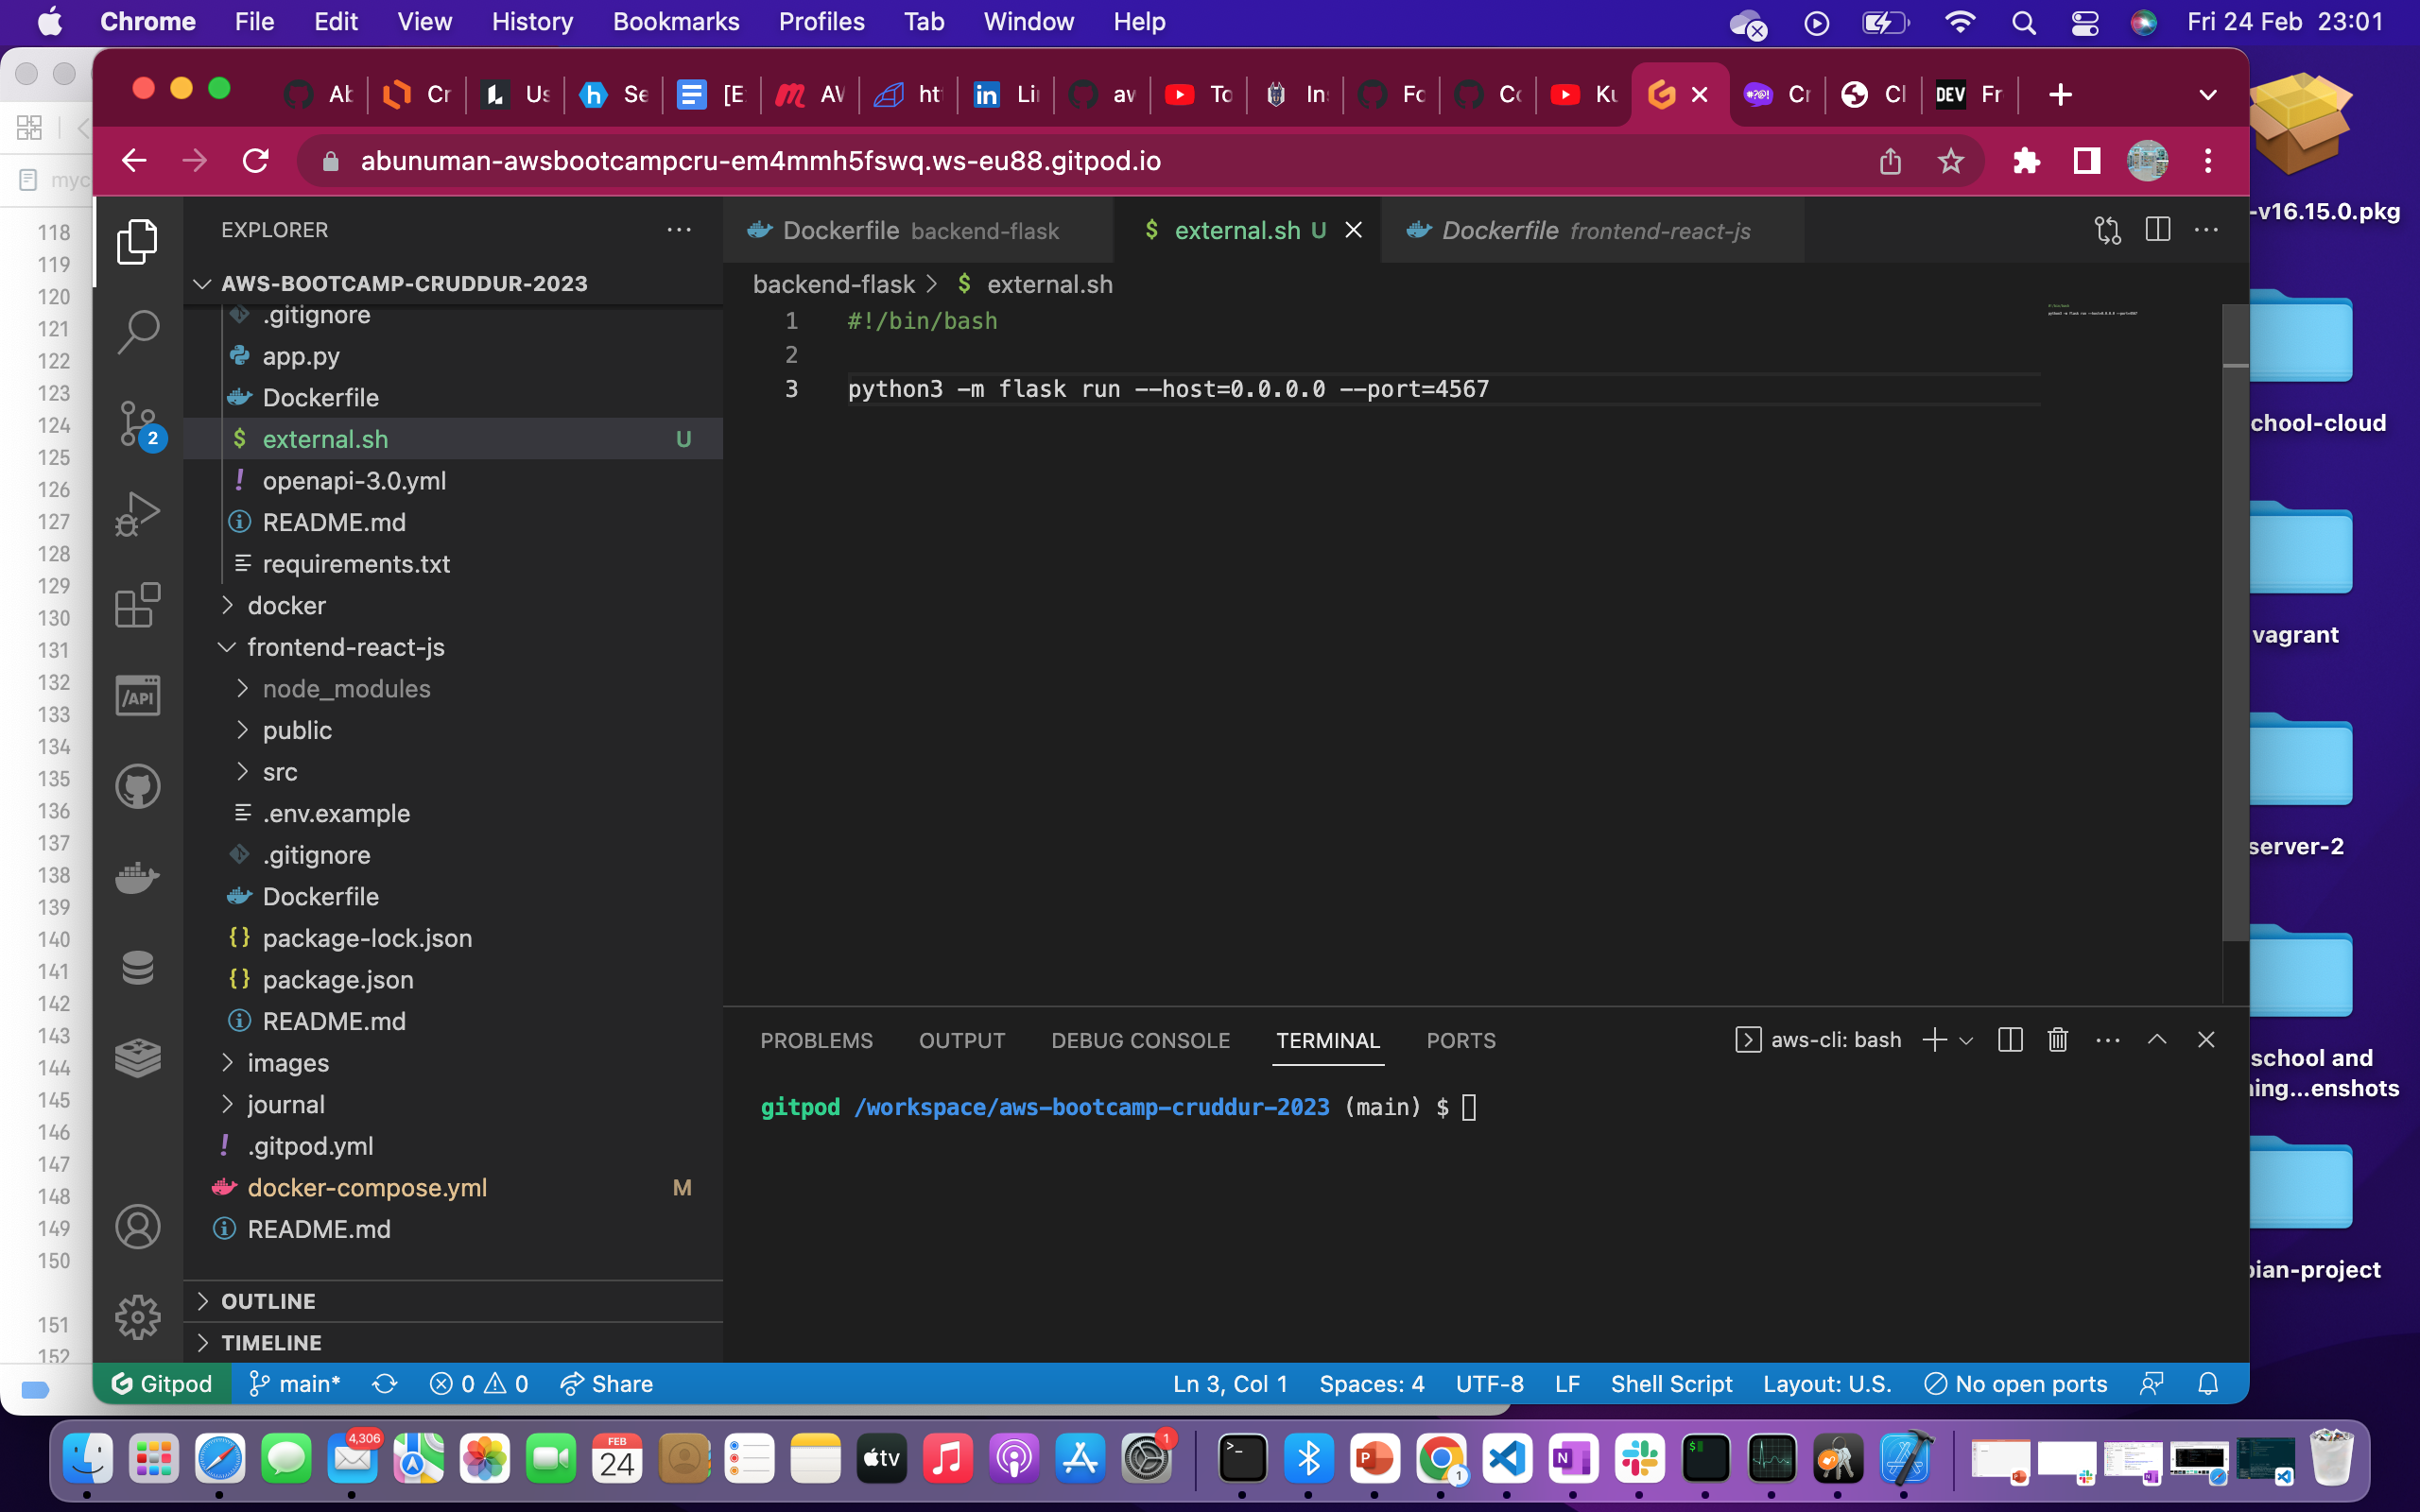 Chrome File Edit View History Bookmarks Profiles Tab Window Help Fri 24 Feb 23:01
Ab Cr Us Se [E AV ht Li aw To In Fo Co Ku Cr Cl DEV Fr
abunuman-awsbootcampcru-em4mmh5fswq.ws-eu88.gitpod.io
myc
118
119
120
121
122
123
124
125
126
127
128
129
130
131
132
133
134
135
136
137
138
139
140
141
142
143
144
145
146
147
148
149
150
151
152
EXPLORER
AWS-BOOTCAMP-CRUDDUR-2023
.gitignore
app.py
Dockerfile
external.sh U
openapi-3.0.yml
README.md
requirements.txt
docker
frontend-react-js
node_modules
public
src
.env.example
.gitignore
Dockerfile
package-lock.json
package.json
README.md
images
journal
.gitpod.yml
docker-compose.yml M
README.md
OUTLINE
TIMELINE
2
/API
Dockerfile backend-flask $ external.sh U Dockerfile frontend-react-js
backend-flask > $ external.sh
1 #!/bin/bash
2
3 python3 -m flask run --host=0.0.0.0 --port=4567
PROBLEMS OUTPUT DEBUG CONSOLE TERMINAL PORTS aws-cli: bash
gitpod /workspace/aws-bootcamp-cruddur-2023 (main) $
Gitpod main* 0 0 Share Ln 3, Col 1 Spaces: 4 UTF-8 LF Shell Script Layout: U.S. No open ports
-v16.15.0.pkg
chool-cloud
vagrant
server-2
school and
ing...enshots
bian-project
4,306
FEB
24
tv
1
1